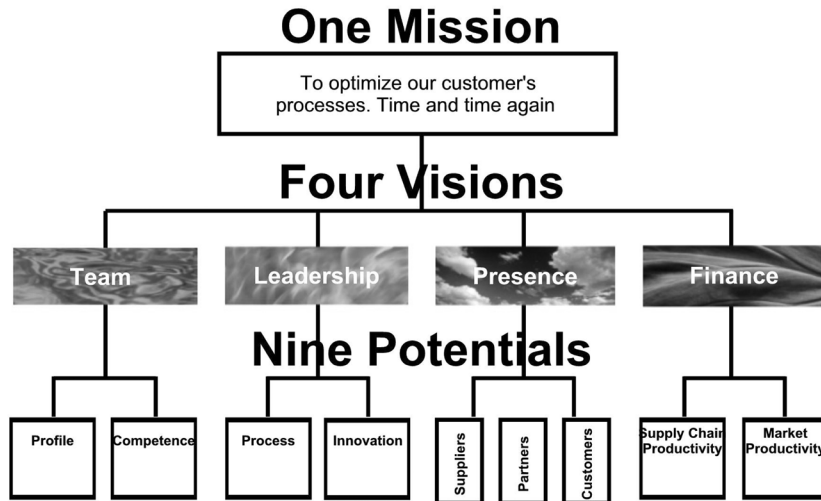 One Mission
To optimize our customer's
processes. Time and time again
Four Visions
Team
Leadership
Presence
Finance
Nine Potentials
Profile
Competence
Process
Innovation
Suppliers
Partners
Customers
Supply Chain
Productivity
Market
Productivity